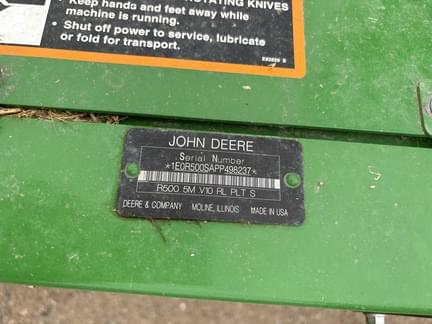 ROTATING KNIVES
• Keep hands and feet away while
machine is running.
• Shut off power to service, lubricate
or fold for transport.
JOHN DEERE
Serial Number
*1E0R500SAPP498237*
R500 5M V10 RL PLT S
DEERE & COMPANY MOLINE, ILLINOIS MADE IN USA